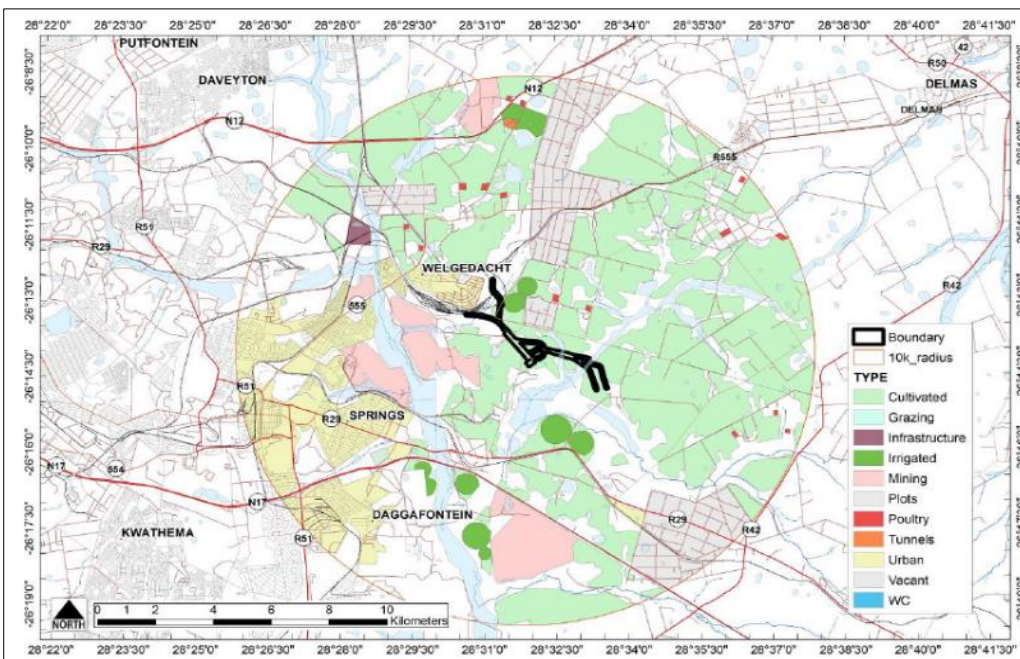 28°22'0" 28°23'30" 28°25'0" 28°26'30" 28°28'0" 28°29'30" 28°31'0" 28°32'30" 28°34'0" 28°35'30" 28°37'0" 28°38'30" 28°40'0" 28°41'30"
-26°8'30"
-26°10'0"
-26°11'30"
-26°13'0"
-26°14'30"
-26°16'0"
-26°17'30"
-26°19'0"
PUTFONTEIN
DAVEYTON
42
R50
DELMAS
DELMAS
N12
N12
R555
R51
R29
WELGEDACHT
R42
555
R51
R29
SPRINGS
N17
554
N17
DAGGAFONTEIN
KWATHEMA
R51
R29
R42
Boundary
10k_radius
TYPE
Cultivated
Grazing
Infrastructure
Irrigated
Mining
Plots
Poultry
Tunnels
Urban
Vacant
WC
NORTH
0 1 2 4 6 8 10
Kilometers
28°22'0" 28°23'30" 28°25'0" 28°26'30" 28°28'0" 28°29'30" 28°31'0" 28°32'30" 28°34'0" 28°35'30" 28°37'0" 28°38'30" 28°40'0" 28°41'30"